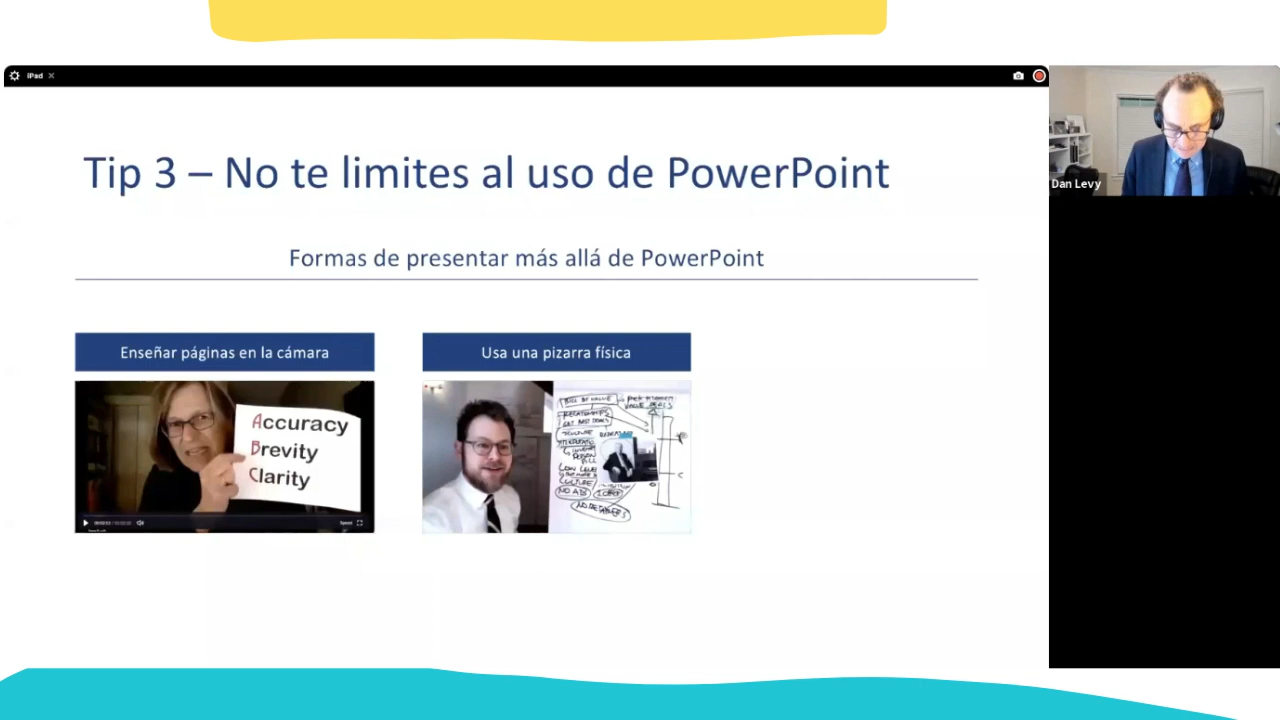 iPad
Tip 3 – No te limites al uso de PowerPoint
Formas de presentar más allá de PowerPoint
Enseñar páginas en la cámara
Usa una pizarra física
Accuracy
Brevity
Clarity
Dan Levy